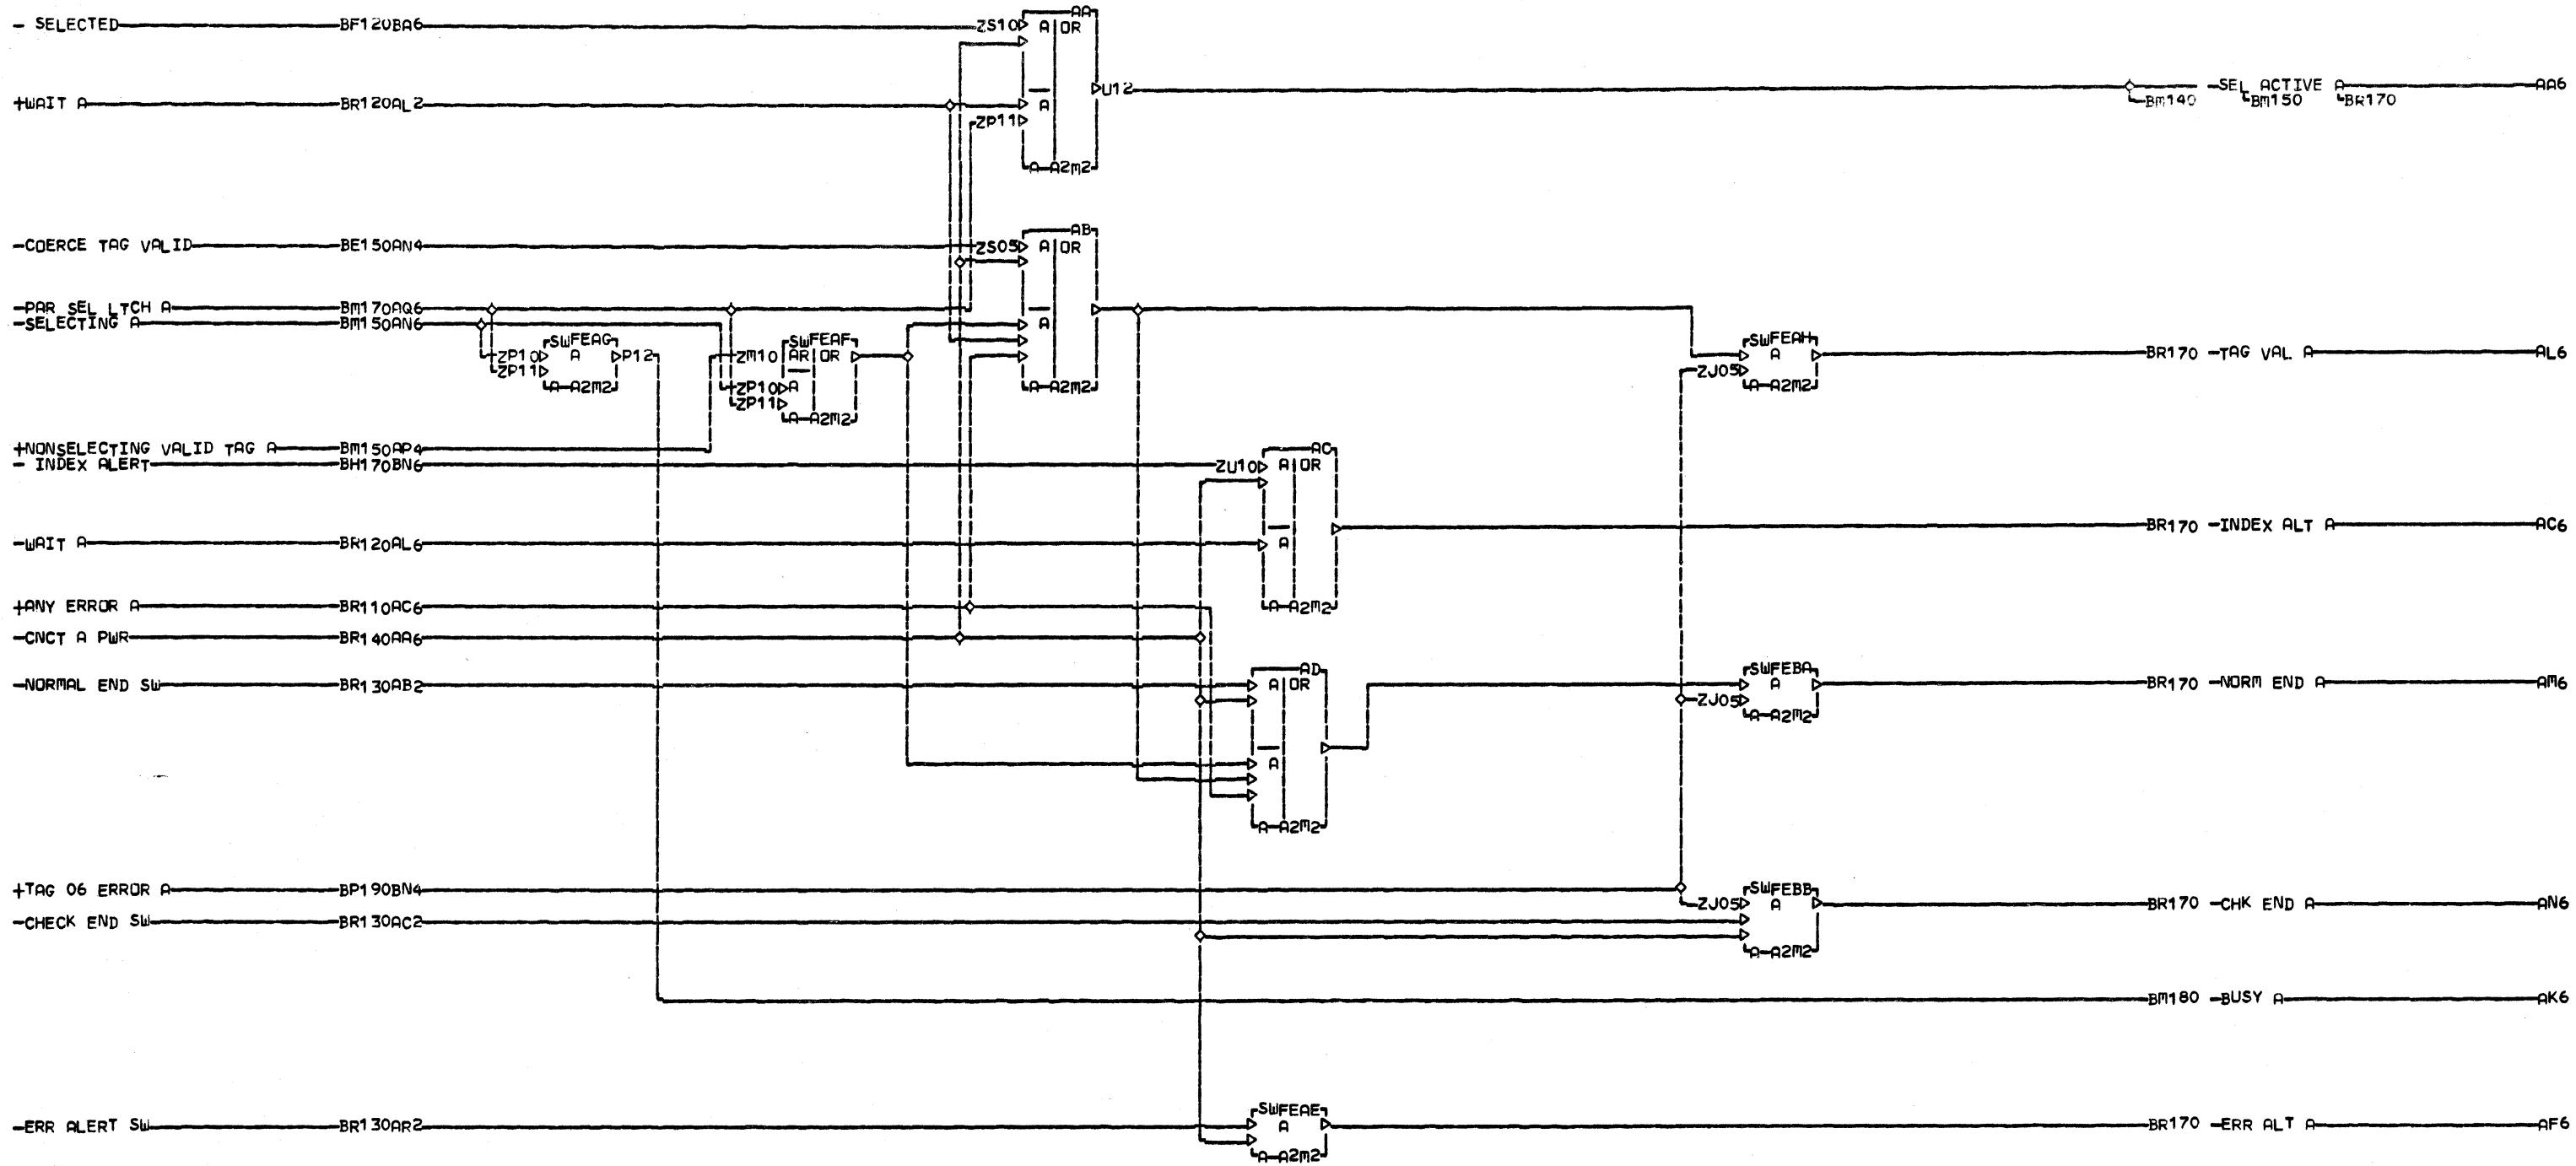 AA
- SELECTED BF120BA6 ZS10 A OR
U12 -SEL ACTIVE A AA6
BM140 BM150 BR170
+WAIT A BR120AL2 A
ZP11
A A2M2
AB
-COERCE TAG VALID BE150AN4 ZS05 A OR
-PAR SEL LTCH A BM170AQ6
-SELECTING A BM150AN6 A
SWFEAG SWFEAF SWFEAH
ZP10 A P12 ZM10 AR OR A BR170 -TAG VAL A AL6
ZP11 ZJ05
A A2M2 ZP10 A A A2M2 A A2M2
ZP11
A A2M2
+NONSELECTING VALID TAG A BM150AP4 AC
- INDEX ALERT BH170BN6 ZU10 A OR
BR170 -INDEX ALT A AC6
-WAIT A BR120AL6 A
+ANY ERROR A BR110AC6 A A2M2
-CNCT A PWR BR140AA6
AD SWFEBA
-NORMAL END SW BR130AB2 A OR A BR170 -NORM END A AM6
ZJ05
A A2M2
A
A A2M2
+TAG 06 ERROR A BP190BN4 SWFEBB
ZJ05 A BR170 -CHK END A AN6
-CHECK END SW BR130AC2
A A2M2
BM180 -BUSY A AK6
SWFEAE
-ERR ALERT SW BR130AR2 A BR170 -ERR ALT A AF6
A A2M2